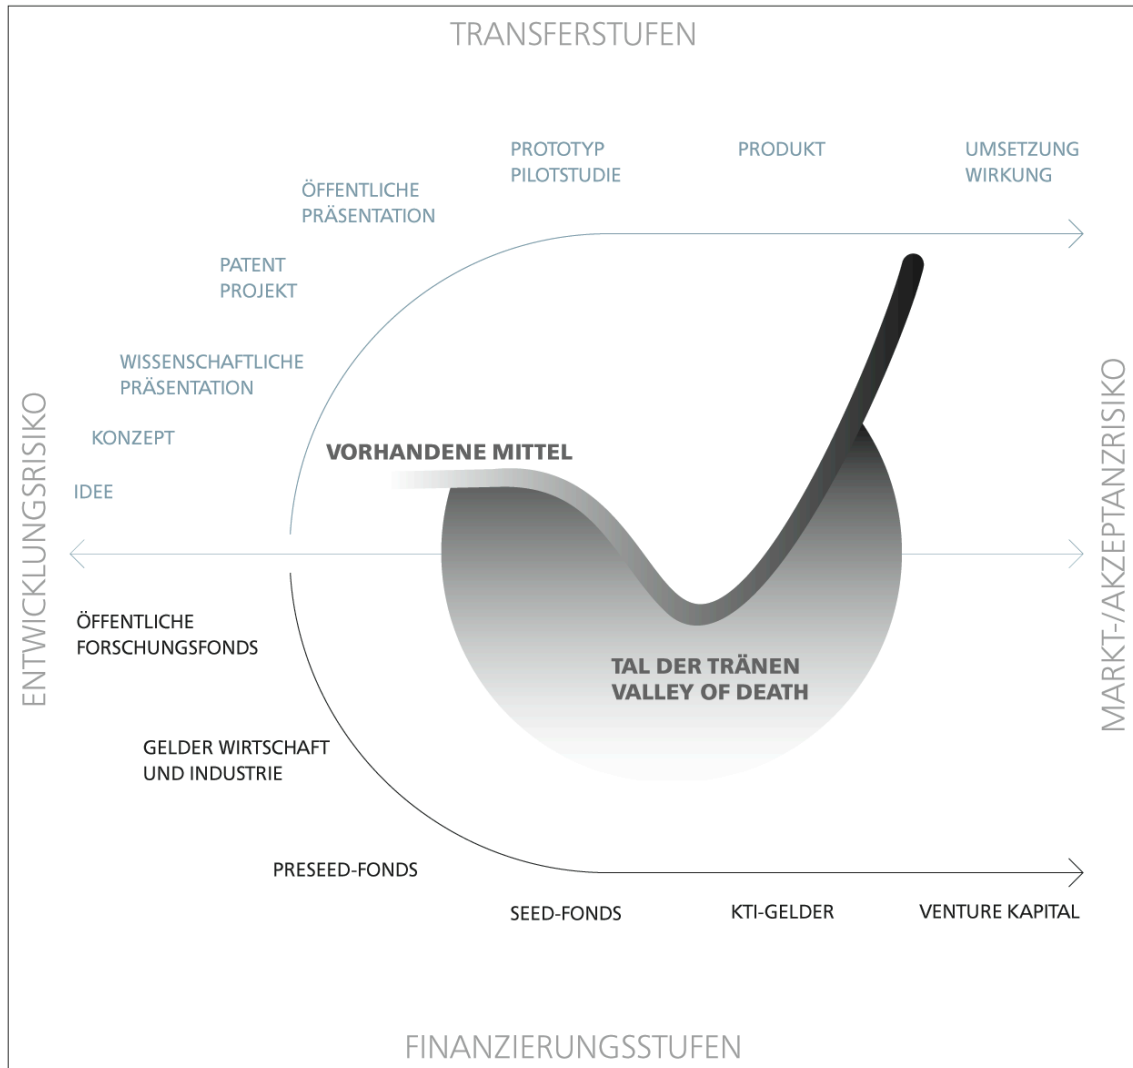 TRANSFERSTUFEN
PROTOTYP
PILOTSTUDIE
PRODUKT
UMSETZUNG
WIRKUNG
ÖFFENTLICHE
PRÄSENTATION
PATENT
PROJEKT
WISSENSCHAFTLICHE
PRÄSENTATION
KONZEPT
IDEE
ENTWICKLUNGSRISIKO
MARKT-/AKZEPTANZRISIKO
VORHANDENE MITTEL
TAL DER TRÄNEN
VALLEY OF DEATH
ÖFFENTLICHE
FORSCHUNGSFONDS
GELDER WIRTSCHAFT
UND INDUSTRIE
PRESEED-FONDS
SEED-FONDS
KTI-GELDER
VENTURE KAPITAL
FINANZIERUNGSSTUFEN